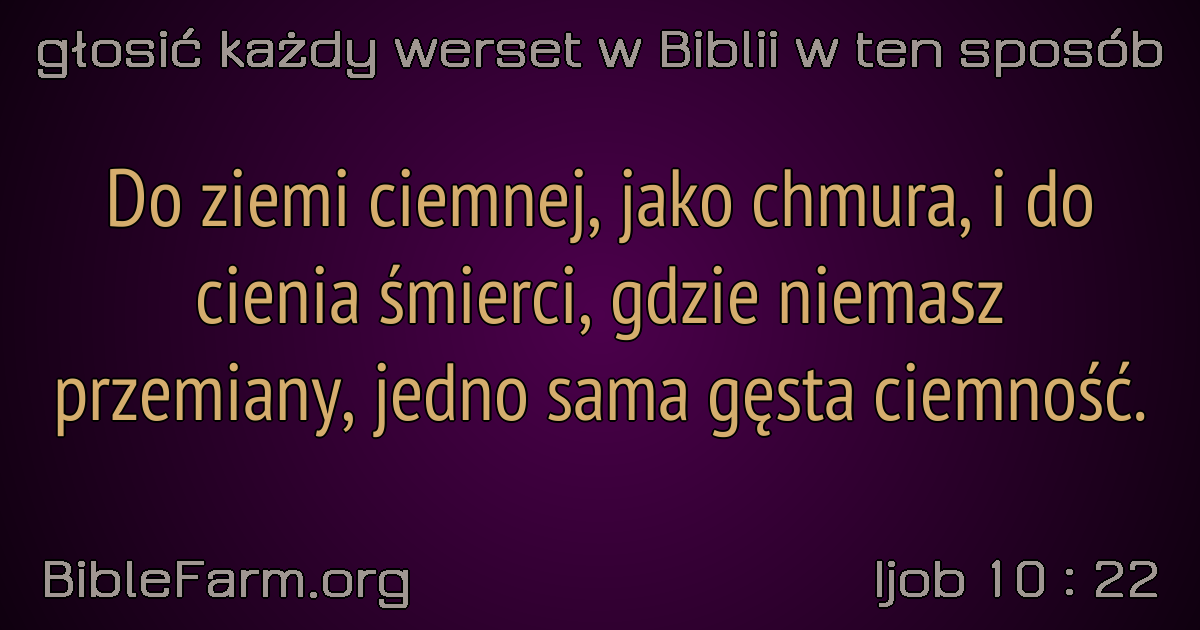 głosić każdy werset w Biblii w ten sposób
Do ziemi ciemnej, jako chmura, i do
cienia śmierci, gdzie niemasz
przemiany, jedno sama gęsta ciemność.
BibleFarm.org
Ijob 10 : 22